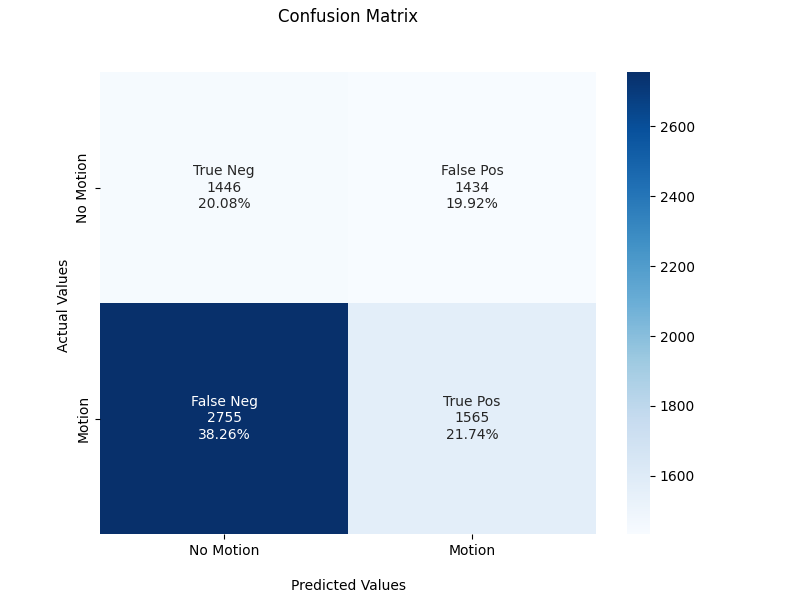 Confusion Matrix
No Motion
True Neg
1446
20.08%
False Pos
1434
19.92%
Actual Values
Motion
False Neg
2755
38.26%
True Pos
1565
21.74%
No Motion
Motion
Predicted Values
2600
2400
2200
2000
1800
1600